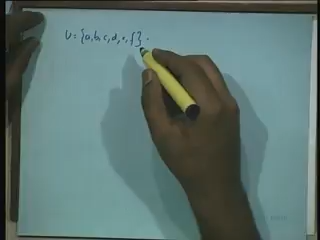 U = {a, b, c, d, e, f}.